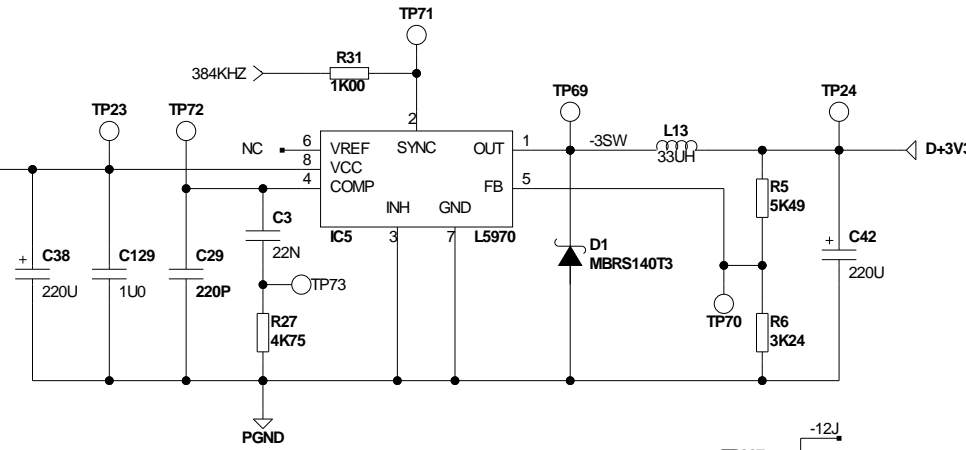 TP71
R31
384KHZ
1K00
TP23
TP72
TP69
TP24
2
L13
NC
6
VREF
SYNC
OUT
1
-3SW
33UH
D+3V3
8
VCC
4
COMP
FB
5
R5
5K49
INH
GND
C3
22N
IC5
3
7
L5970
D1
MBRS140T3
+
C38
220U
C129
1U0
C29
220P
TP73
+
C42
220U
R27
4K75
TP70
R6
3K24
PGND
-12J